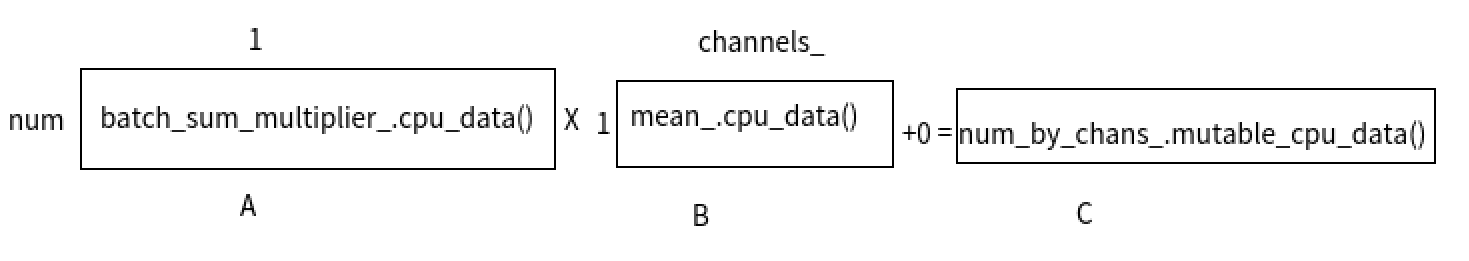 1 channels_
num batch_sum_multiplier_.cpu_data() X 1 mean_.cpu_data() +0 = num_by_chans_.mutable_cpu_data()
A B C